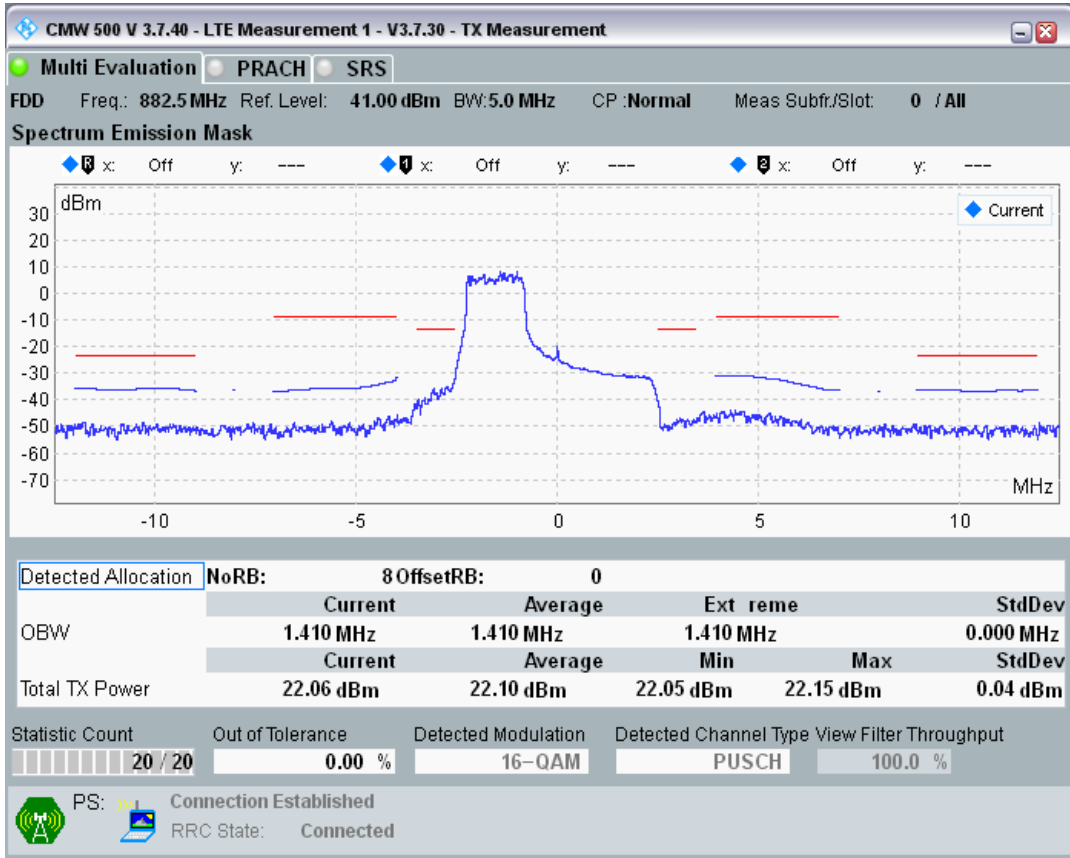 CMW 500 V 3.7.40 - LTE Measurement 1 - V3.7.30 - TX Measurement
Multi Evaluation PRACH SRS
FDD Freq.: 882.5 MHz Ref. Level: 41.00 dBm BW:5.0 MHz CP :Normal Meas Subfr./Slot: 0 / All
Spectrum Emission Mask
R x: Off y: --- 1 x: Off y: --- 2 x: Off y: ---
dBm
Current
30
20
10
0
-10
-20
-30
-40
-50
-60
-70
MHz
-10 -5 0 5 10
Detected Allocation NoRB: 8 OffsetRB: 0
Current Average Ext reme StdDev
OBW 1.410 MHz 1.410 MHz 1.410 MHz 0.000 MHz
Current Average Min Max StdDev
Total TX Power 22.06 dBm 22.10 dBm 22.05 dBm 22.15 dBm 0.04 dBm
Statistic Count Out of Tolerance Detected Modulation Detected Channel Type View Filter Throughput
20 / 20 0.00 % 16-QAM PUSCH 100.0 %
PS: Connection Established
RRC State: Connected